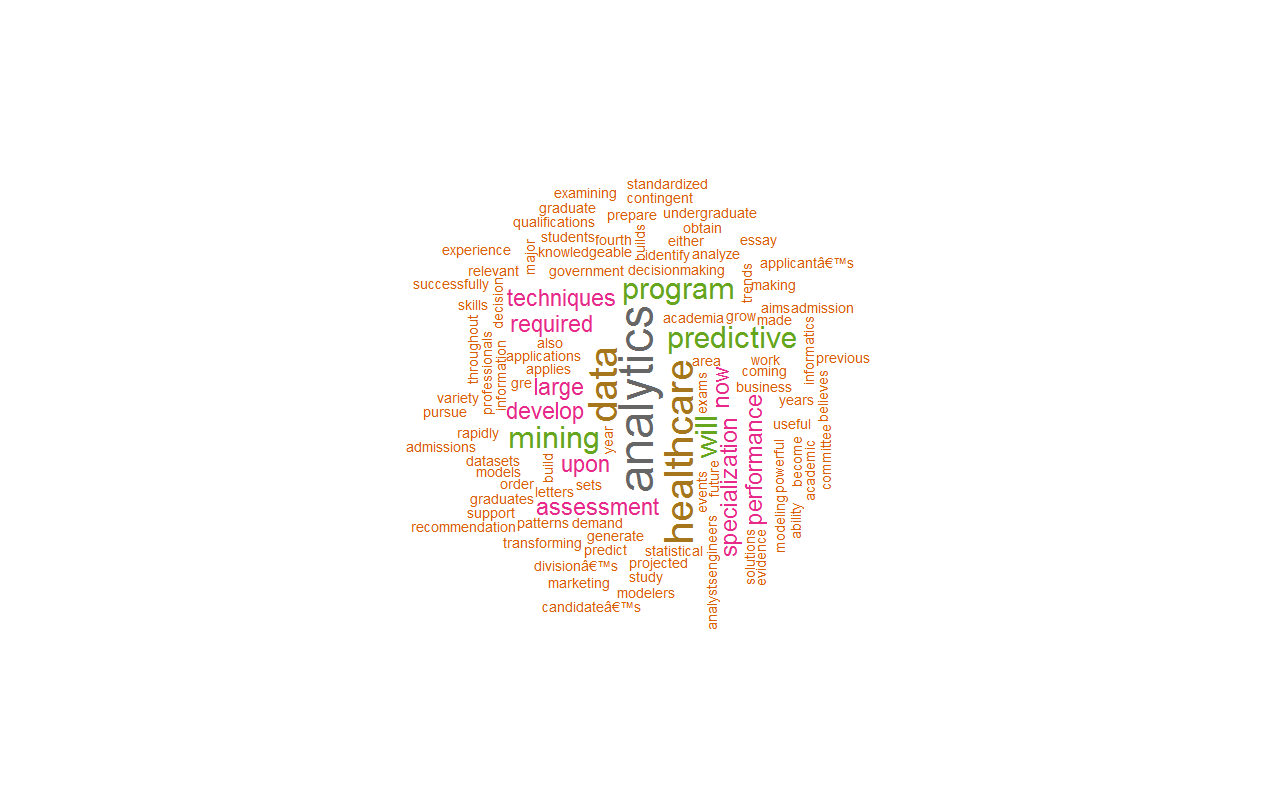 standardized
examining
contingent
graduate
prepare
undergraduate
qualifications
obtain
builds
students
fourth
either
essay
experience
major
knowledgeable
identify
analyze
relevant
government
decisionmaking
trends
applicantâ€™s
successfully
decision
techniques
program
making
skills
required
academia
grow
made
aims
admission
throughout
professionals
information
also
applications
applies
data
analytics
predictive
informatics
area
work
previous
gre
large
healthcare
exams
now
coming
business
variety
pursue
develop
will
years
believes
rapidly
mining
year
specialization
performance
useful
admissions
datasets
models
build
upon
events
future
powerful
become
academic
committee
order
letters
sets
graduates
support
assessment
modeling
ability
recommendation
patterns
demand
generate
engineers
analysts
transforming
predict
statistical
solutions
evidence
divisionâ€™s
projected
marketing
study
modelers
candidateâ€™s